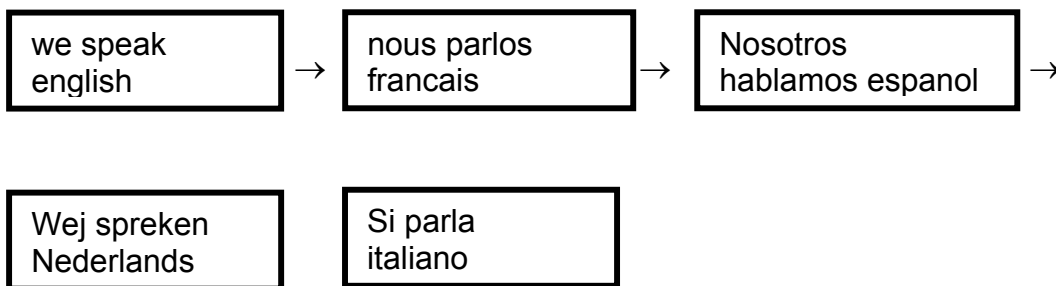 we speak
english
→
nous parlos
francais
→
Nosotros
hablamos espanol
→
Wej spreken
Nederlands
Si parla
italiano